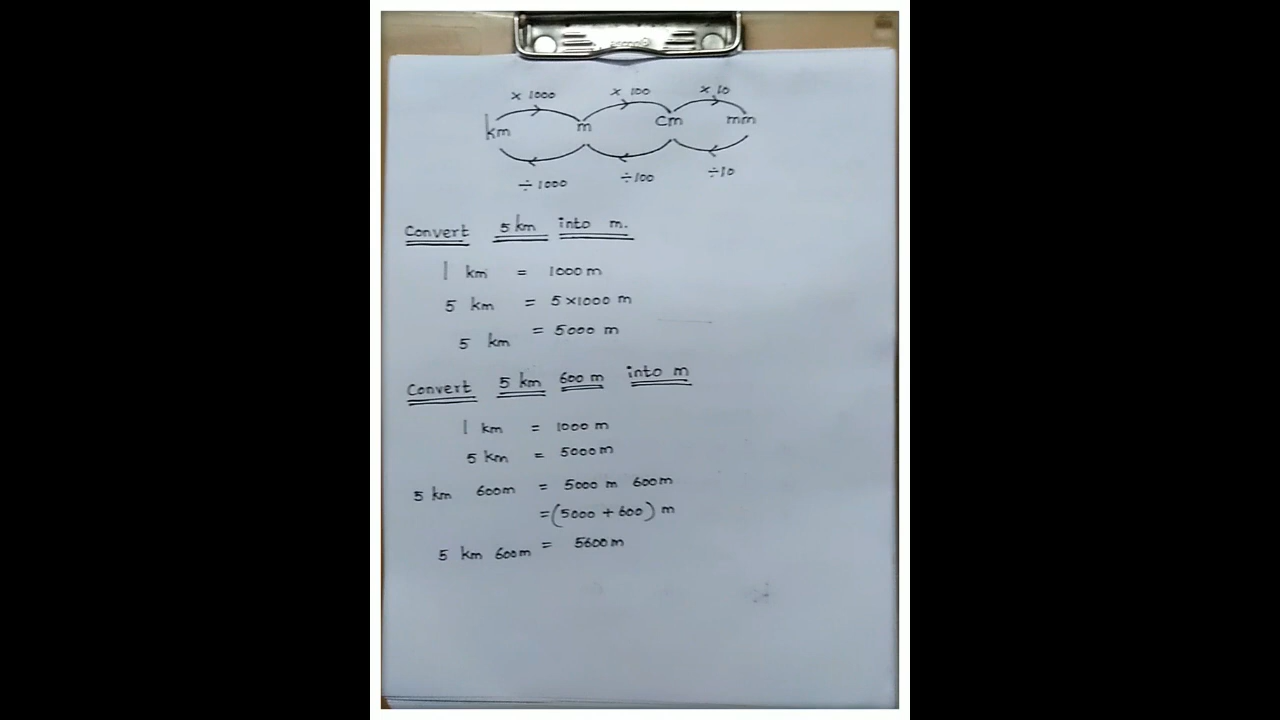 × 1000 × 100 × 10
km m cm mm
÷ 1000 ÷100 ÷10
Convert 5 km into m.
1 km = 1000 m
5 km = 5×1000 m
5 km = 5000 m
Convert 5 km 600 m into m
1 km = 1000 m
5 km = 5000 m
5 km 600m = 5000 m 600m
=(5000 + 600) m
5 km 600m = 5600m